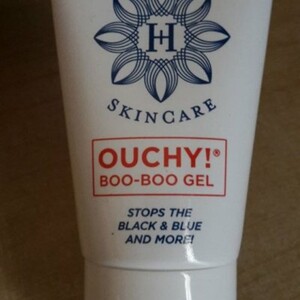 H
SKINCARE
OUCHY!®
BOO-BOO GEL
STOPS THE
BLACK & BLUE
AND MORE!